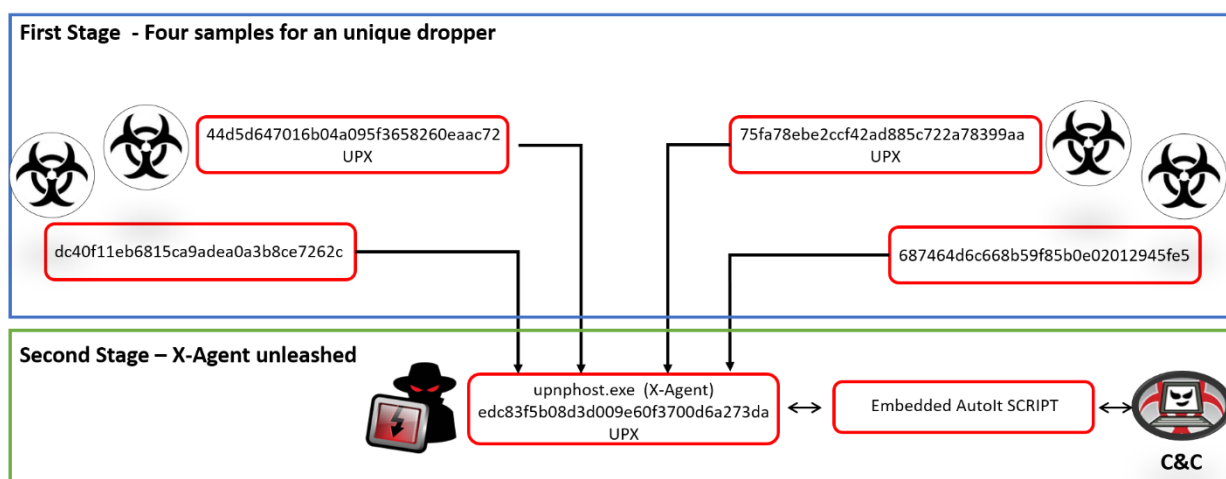 First Stage - Four samples for an unique dropper
44d5d647016b04a095f3658260eaac72
UPX
75fa78ebe2ccf42ad885c722a78399aa
UPX
dc40f11eb6815ca9adea0a3b8ce7262c
687464d6c668b59f85b0e02012945fe5
Second Stage – X-Agent unleashed
upnphost.exe (X-Agent)
edc83f5b08d3d009e60f3700d6a273da
UPX
Embedded AutoIt SCRIPT
C&C